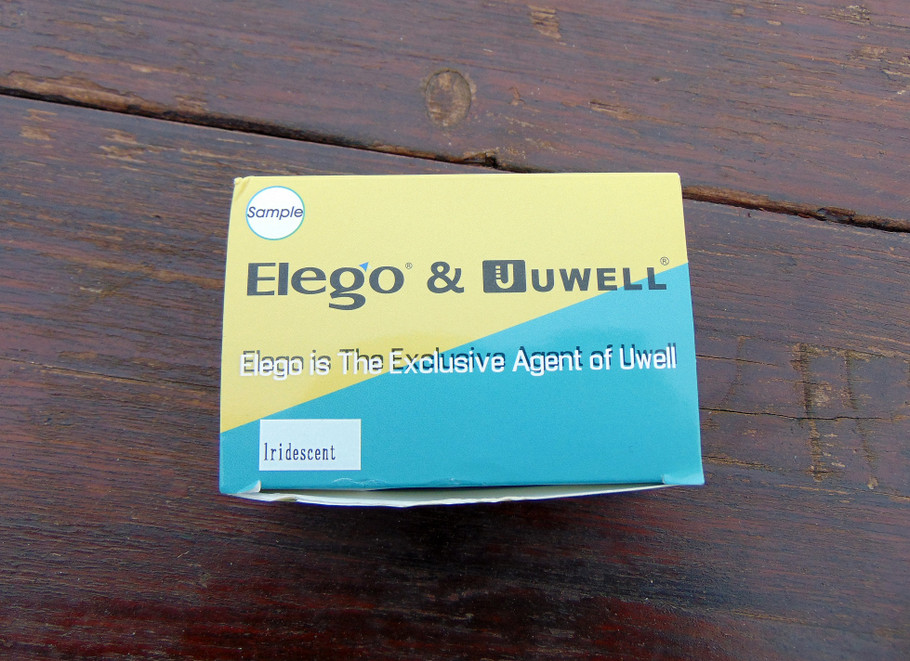 Sample
Elego® & UWELL®
Elego is The Exclusive Agent of Uwell
Iridescent